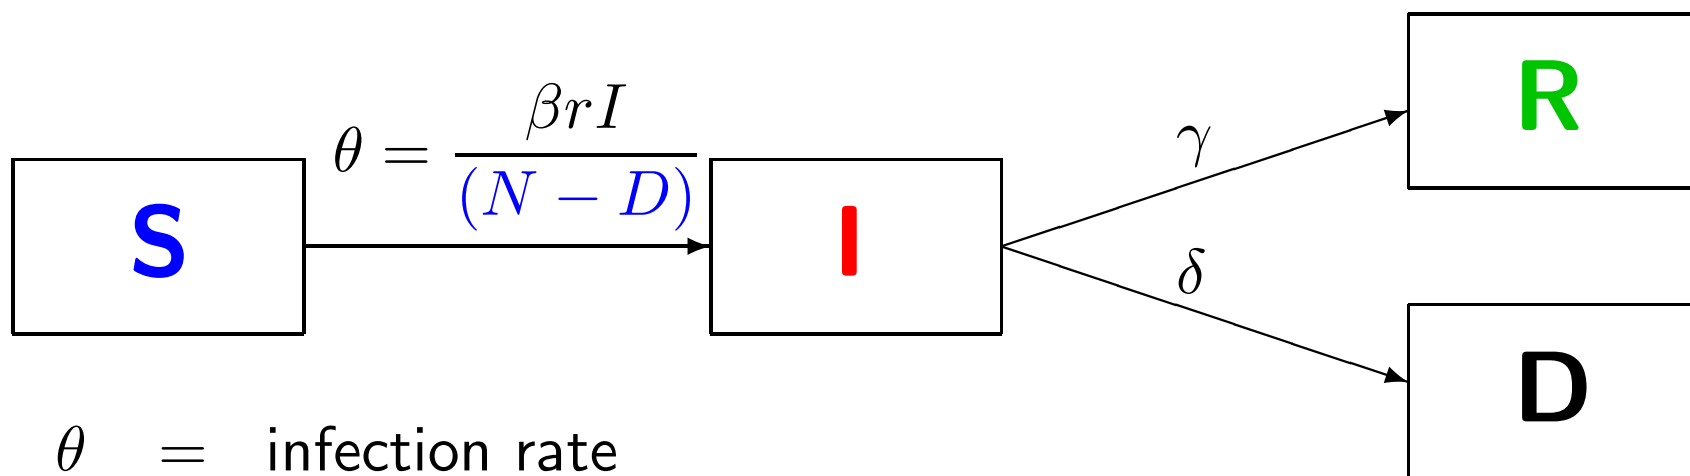 S
θ = βrI / (N − D)
I
γ
δ
R
D
θ = infection rate